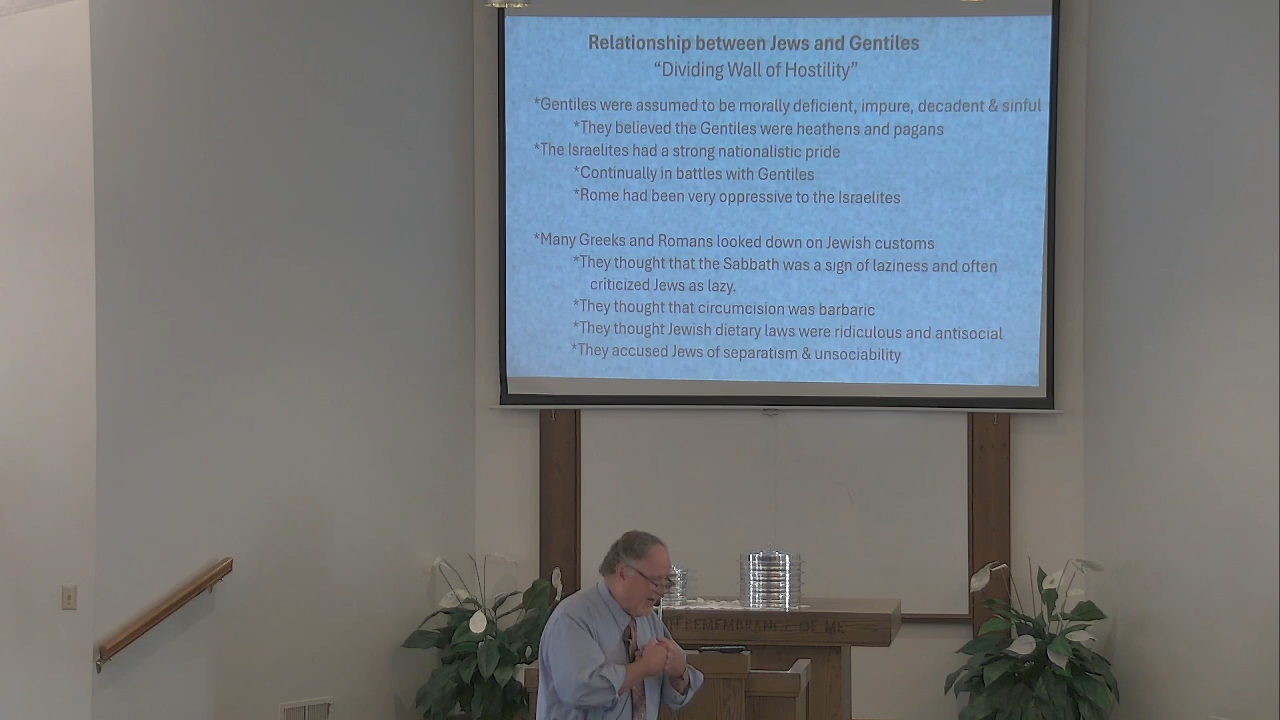 Relationship between Jews and Gentiles
“Dividing Wall of Hostility”
*Gentiles were assumed to be morally deficient, impure, decadent & sinful
*They believed the Gentiles were heathens and pagans
*The Israelites had a strong nationalistic pride
*Continually in battles with Gentiles
*Rome had been very oppressive to the Israelites
*Many Greeks and Romans looked down on Jewish customs
*They thought that the Sabbath was a sign of laziness and often
criticized Jews as lazy.
*They thought that circumcision was barbaric
*They thought Jewish dietary laws were ridiculous and antisocial
*They accused Jews of separatism & unsociability
REMEMBRANCE OF ME